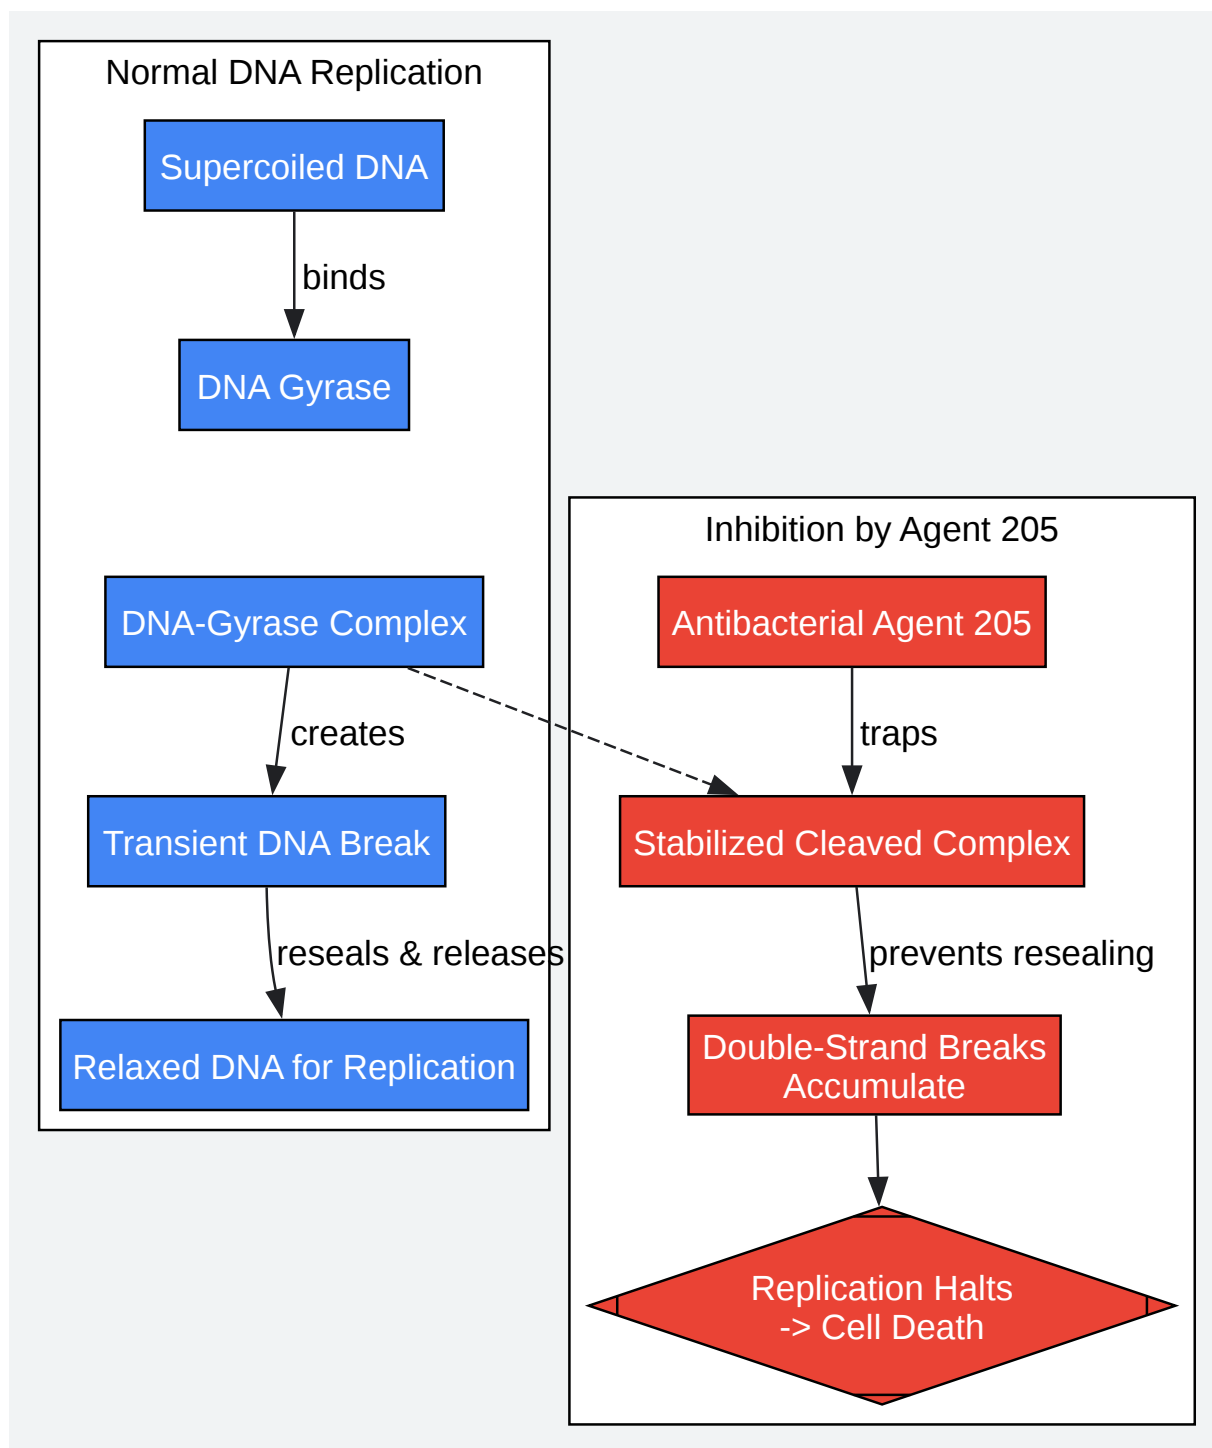 Normal DNA Replication
Supercoiled DNA
binds
DNA Gyrase
DNA-Gyrase Complex
creates
Transient DNA Break
reseals & releases
Relaxed DNA for Replication
Inhibition by Agent 205
Antibacterial Agent 205
traps
Stabilized Cleaved Complex
prevents resealing
Double-Strand Breaks
Accumulate
Replication Halts
-> Cell Death